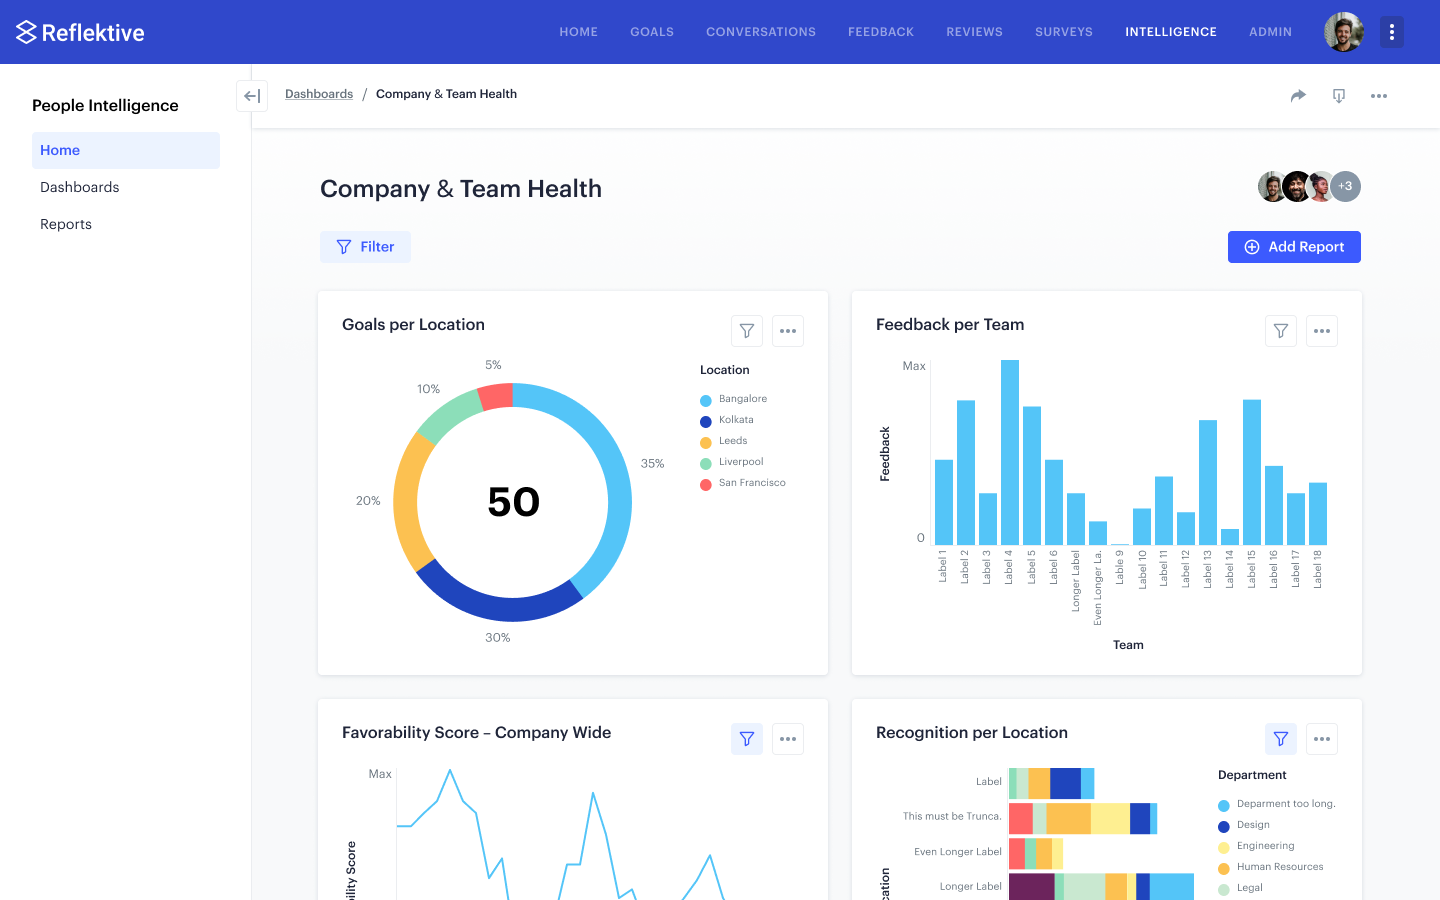 Reflektive
HOME GOALS CONVERSATIONS FEEDBACK REVIEWS SURVEYS INTELLIGENCE ADMIN
People Intelligence
Home
Dashboards
Reports
Dashboards / Company & Team Health
Company & Team Health
+3
Filter
Add Report
Goals per Location
5%
10%
35%
20%
30%
50
Location
Bangalore
Kolkata
Leeds
Liverpool
San Francisco
Feedback per Team
Max
0
Feedback
Label 1
Label 2
Label 3
Label 4
Label 5
Label 6
Longer Label
Even Longer La.
Lable 9
Label 10
Label 11
Label 12
Label 13
Label 14
Label 15
Label 16
Label 17
Label 18
Team
Favorability Score – Company Wide
Max
bility Score
Recognition per Location
Label
This must be Trunca.
Even Longer Label
Longer Label
cation
Department
Deparment too long.
Design
Engineering
Human Resources
Legal